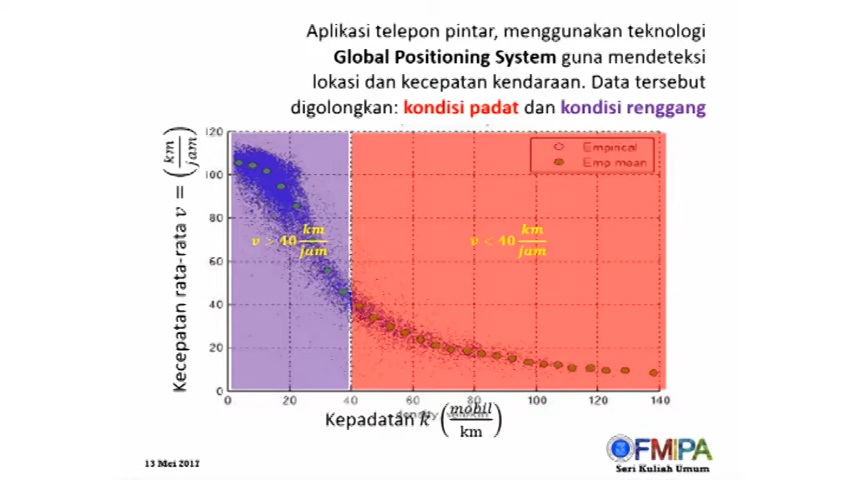 Aplikasi telepon pintar, menggunakan teknologi
Global Positioning System guna mendeteksi
lokasi dan kecepatan kendaraan. Data tersebut
digolongkan: kondisi padat dan kondisi renggang
Kecepatan rata-rata v = (km/jam)
120
100
80
60
40
20
0
Empirical
Emp mean
v > 40 km/jam
v < 40 km/jam
0 20 40 60 80 100 120 140
density
Kepadatan k (mobil/km)
13 Mei 2017
FMIPA
Seri Kuliah Umum